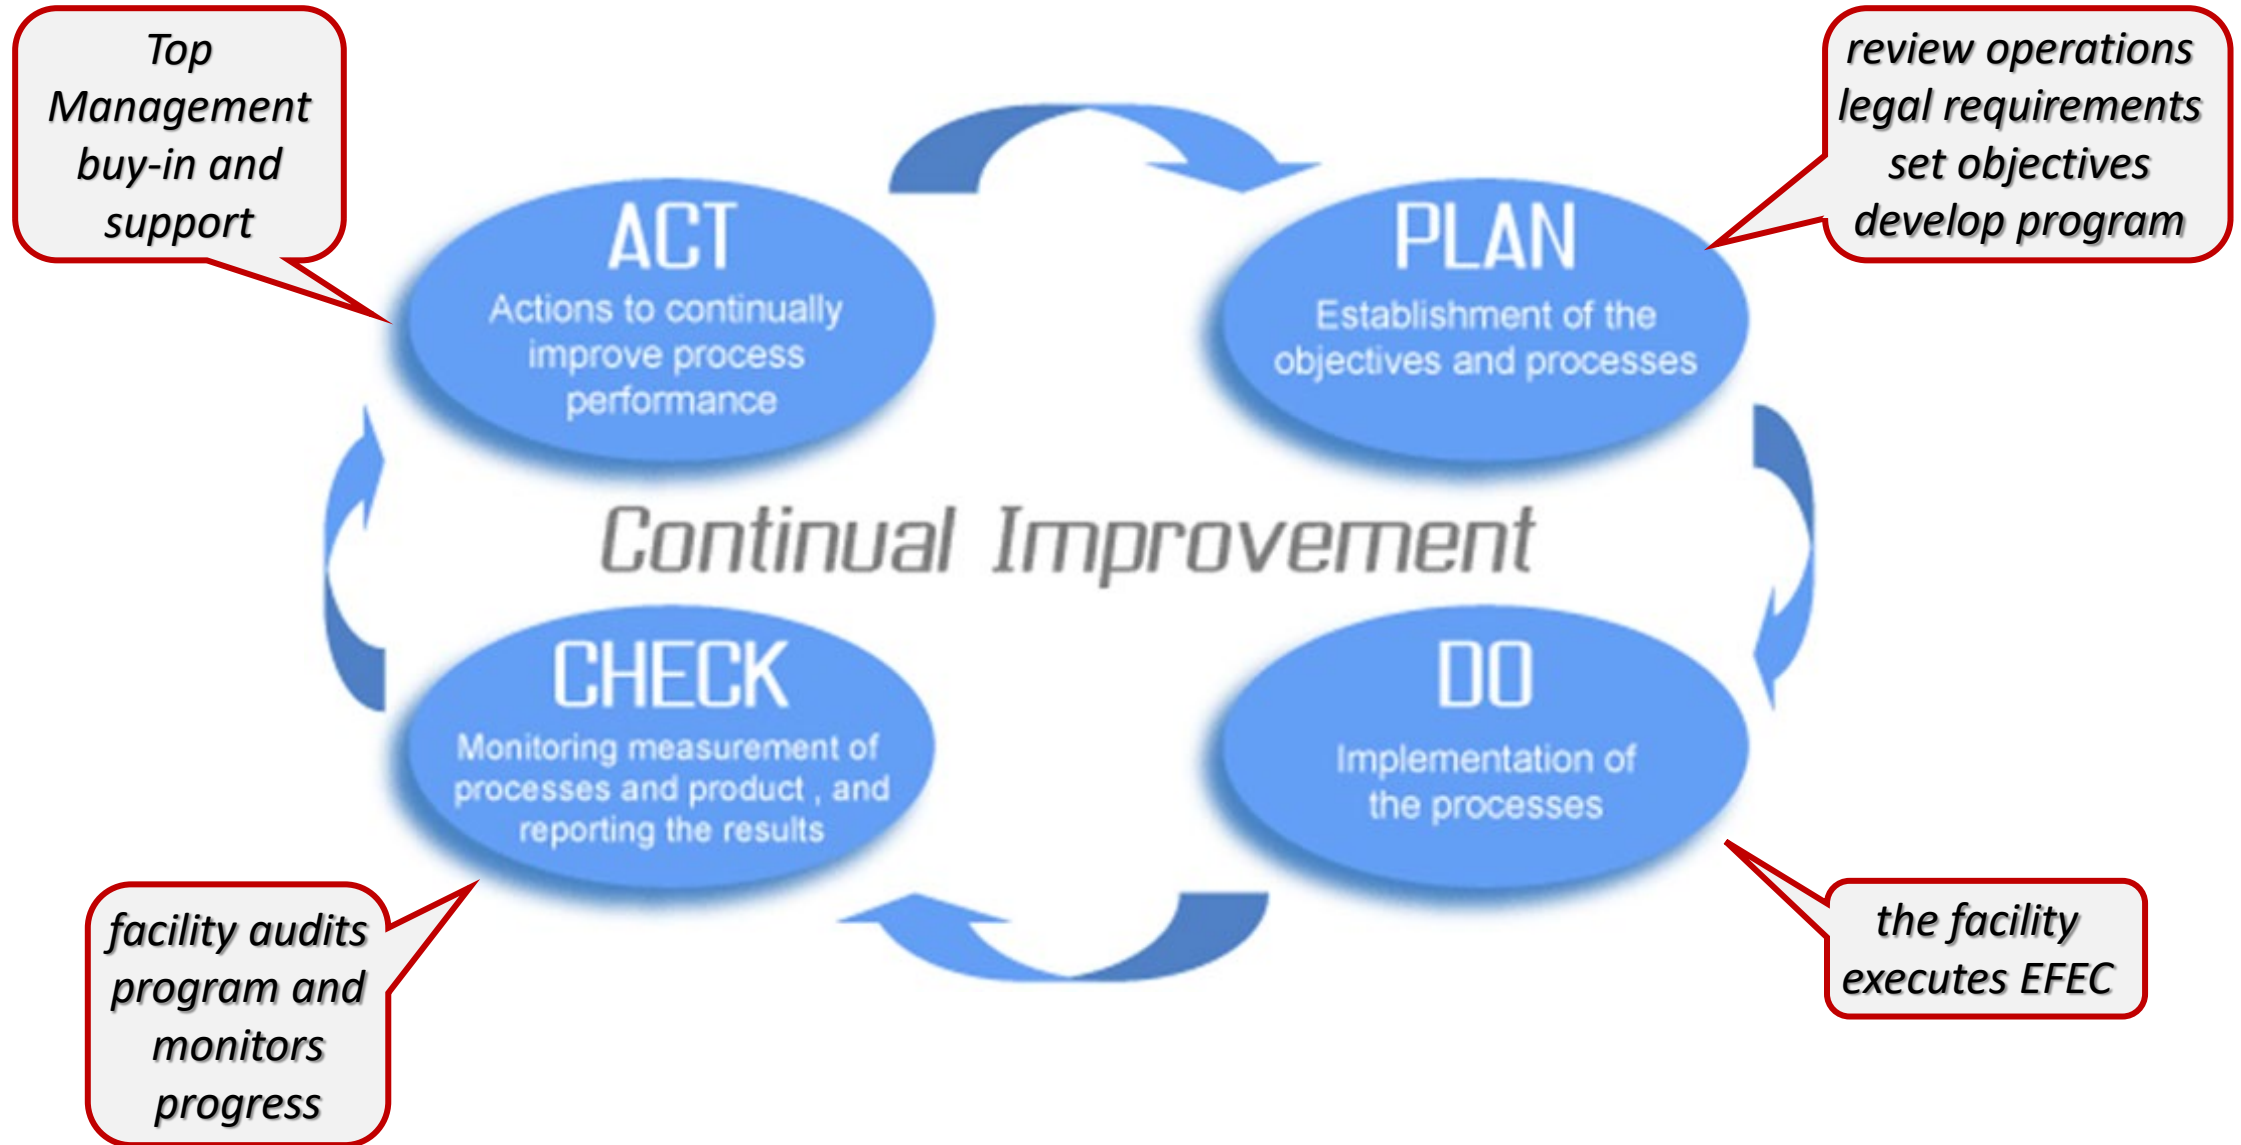 Top
Management
buy-in and
support
review operations
legal requirements
set objectives
develop program
ACT
Actions to continually
improve process
performance
PLAN
Establishment of the
objectives and processes
Continual Improvement
CHECK
Monitoring measurement of
processes and product , and
reporting the results
DO
Implementation of
the processes
facility audits
program and
monitors
progress
the facility
executes EFEC